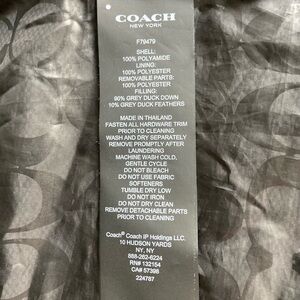 COACH
NEW YORK
F79479
SHELL:
100% POLYAMIDE
LINING:
100% POLYESTER
REMOVABLE PARTS:
100% POLYESTER
FILLING:
90% GREY DUCK DOWN
10% GREY DUCK FEATHERS
MADE IN THAILAND
FASTEN ALL HARDWARE TRIM
PRIOR TO CLEANING
WASH AND DRY SEPARATELY
REMOVE PROMPTLY AFTER
LAUNDERING
MACHINE WASH COLD,
GENTLE CYCLE
DO NOT BLEACH
DO NOT USE FABRIC
SOFTENERS
TUMBLE DRY LOW
DO NOT IRON
DO NOT DRY CLEAN
REMOVE DETACHABLE PARTS
PRIOR TO CLEANING
Coach® Coach IP Holdings LLC.
10 HUDSON YARDS
NY, NY
888-262-6224
RN# 132154
CA# 57398
224787